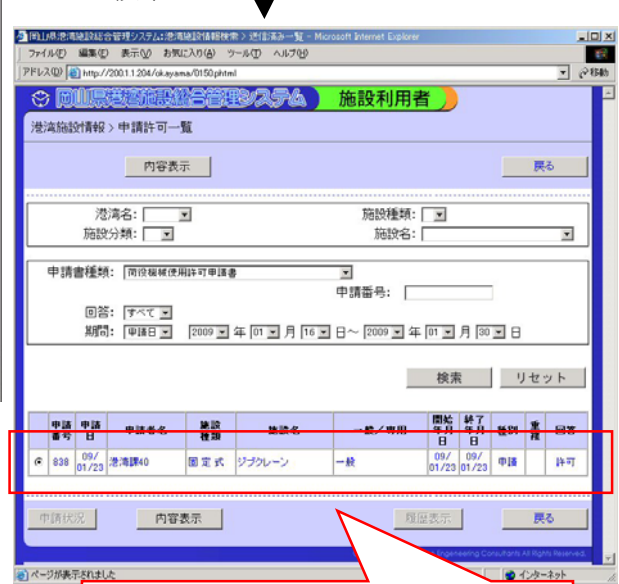 岡山県港湾施設総合管理システム:港湾施設情報検索 > 送信済み一覧 - Microsoft Internet Explorer
ファイル(F) 編集(E) 表示(V) お気に入り(A) ツール(T) ヘルプ(H)
アドレス(D) http://200.1.1.204/okayama/0150.phtml 移動
岡山県港湾施設総合管理システム 施設利用者
港湾施設情報 > 申請許可一覧
内容表示 戻る
港湾名: 施設種類:
施設分類: 施設名:
申請書種類: 荷役機械使用許可申請書
申請番号:
回答: すべて
期間: 申請日 2009 年 01 月 16 日～ 2009 年 01 月 30 日
検索 リセット
申請番号 申請日 申請者名 施設種類 施設名 一般/専用 開始年月日 終了年月日 種別 重複 回答
838 09/01/23 港湾課40 固定式 ジブクレーン 一般 09/01/23 09/01/23 申請 許可
申請状況 内容表示 履歴表示 戻る
Engineering Consultants All Rights Reserved.
ページが表示されました インターネット